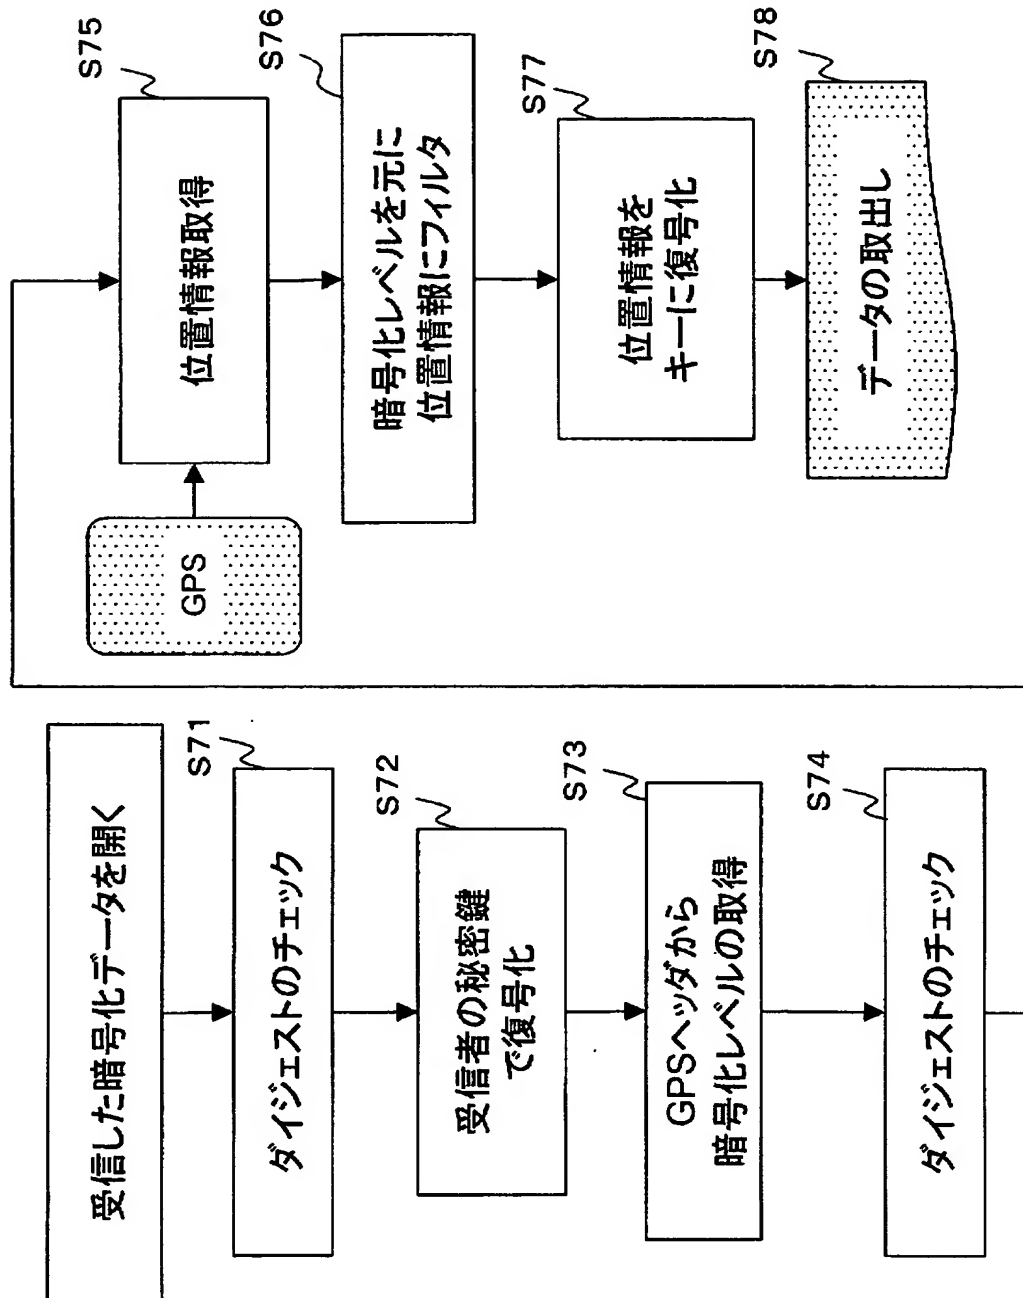 受信した暗号化データを開く
S71
ダイジェストのチェック
S72
受信者の秘密鍵
で復号化
S73
GPSヘッダから
暗号化レベルの取得
S74
ダイジェストのチェック
GPS
S75
位置情報取得
S76
暗号化レベルを元に
位置情報にフィルタ
S77
位置情報を
キーに復号化
S78
データの取出し